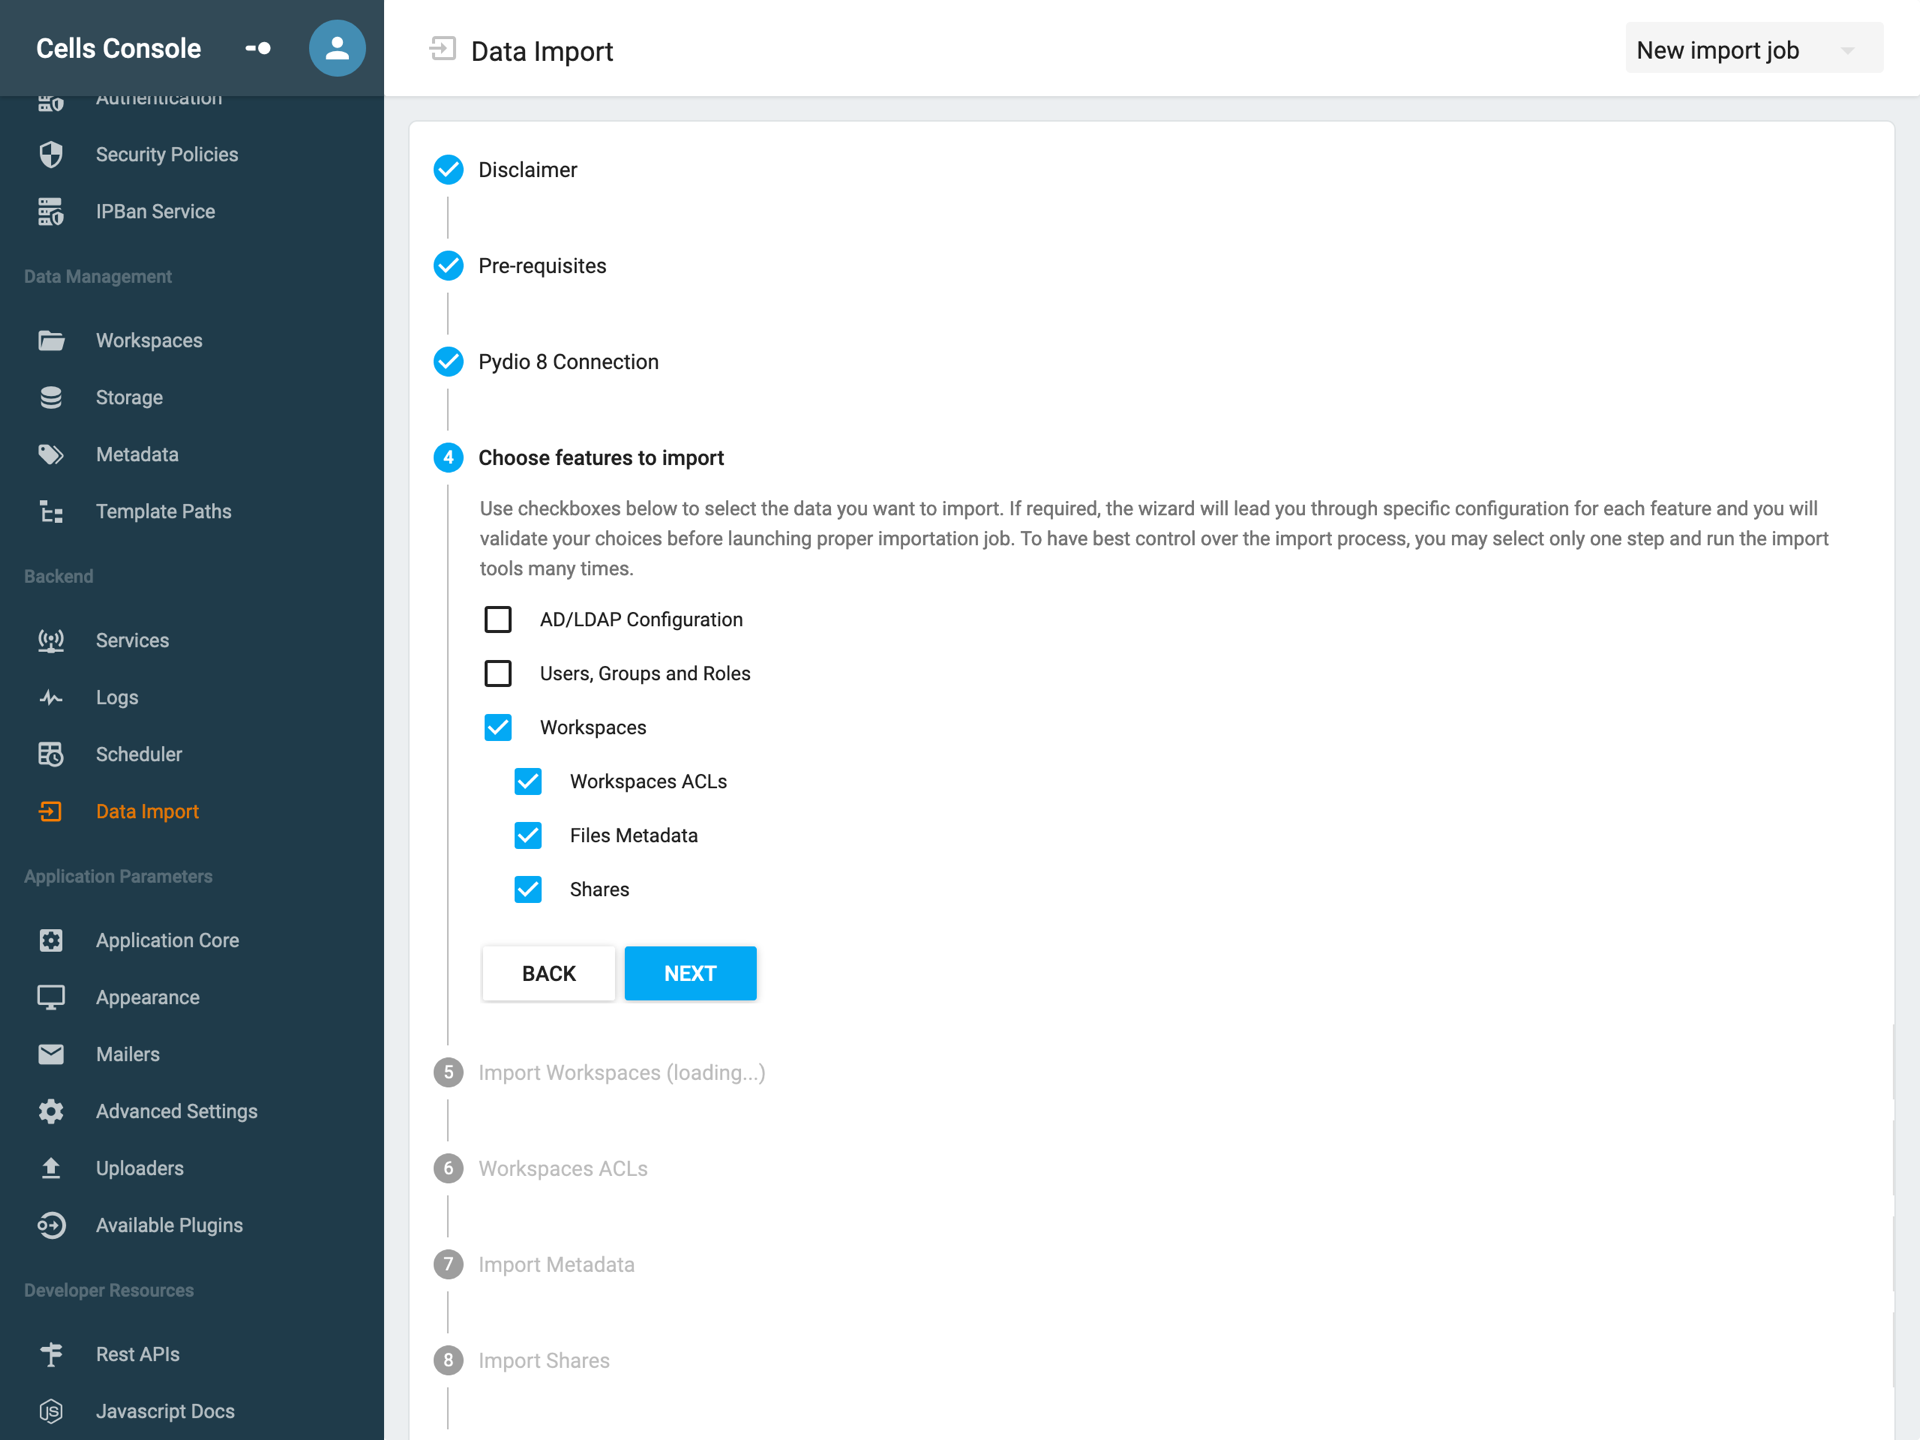 Cells Console
Authentication
Security Policies
IPBan Service
Data Management
Workspaces
Storage
Metadata
Template Paths
Backend
Services
Logs
Scheduler
Data Import
Application Parameters
Application Core
Appearance
Mailers
Advanced Settings
Uploaders
Available Plugins
Developer Resources
Rest APIs
JS
Javascript Docs
Data Import
New import job
Disclaimer
Pre-requisites
Pydio 8 Connection
4 Choose features to import
Use checkboxes below to select the data you want to import. If required, the wizard will lead you through specific configuration for each feature and you will
validate your choices before launching proper importation job. To have best control over the import process, you may select only one step and run the import
tools many times.
AD/LDAP Configuration
Users, Groups and Roles
Workspaces
Workspaces ACLs
Files Metadata
Shares
BACK NEXT
5 Import Workspaces (loading...)
6 Workspaces ACLs
7 Import Metadata
8 Import Shares